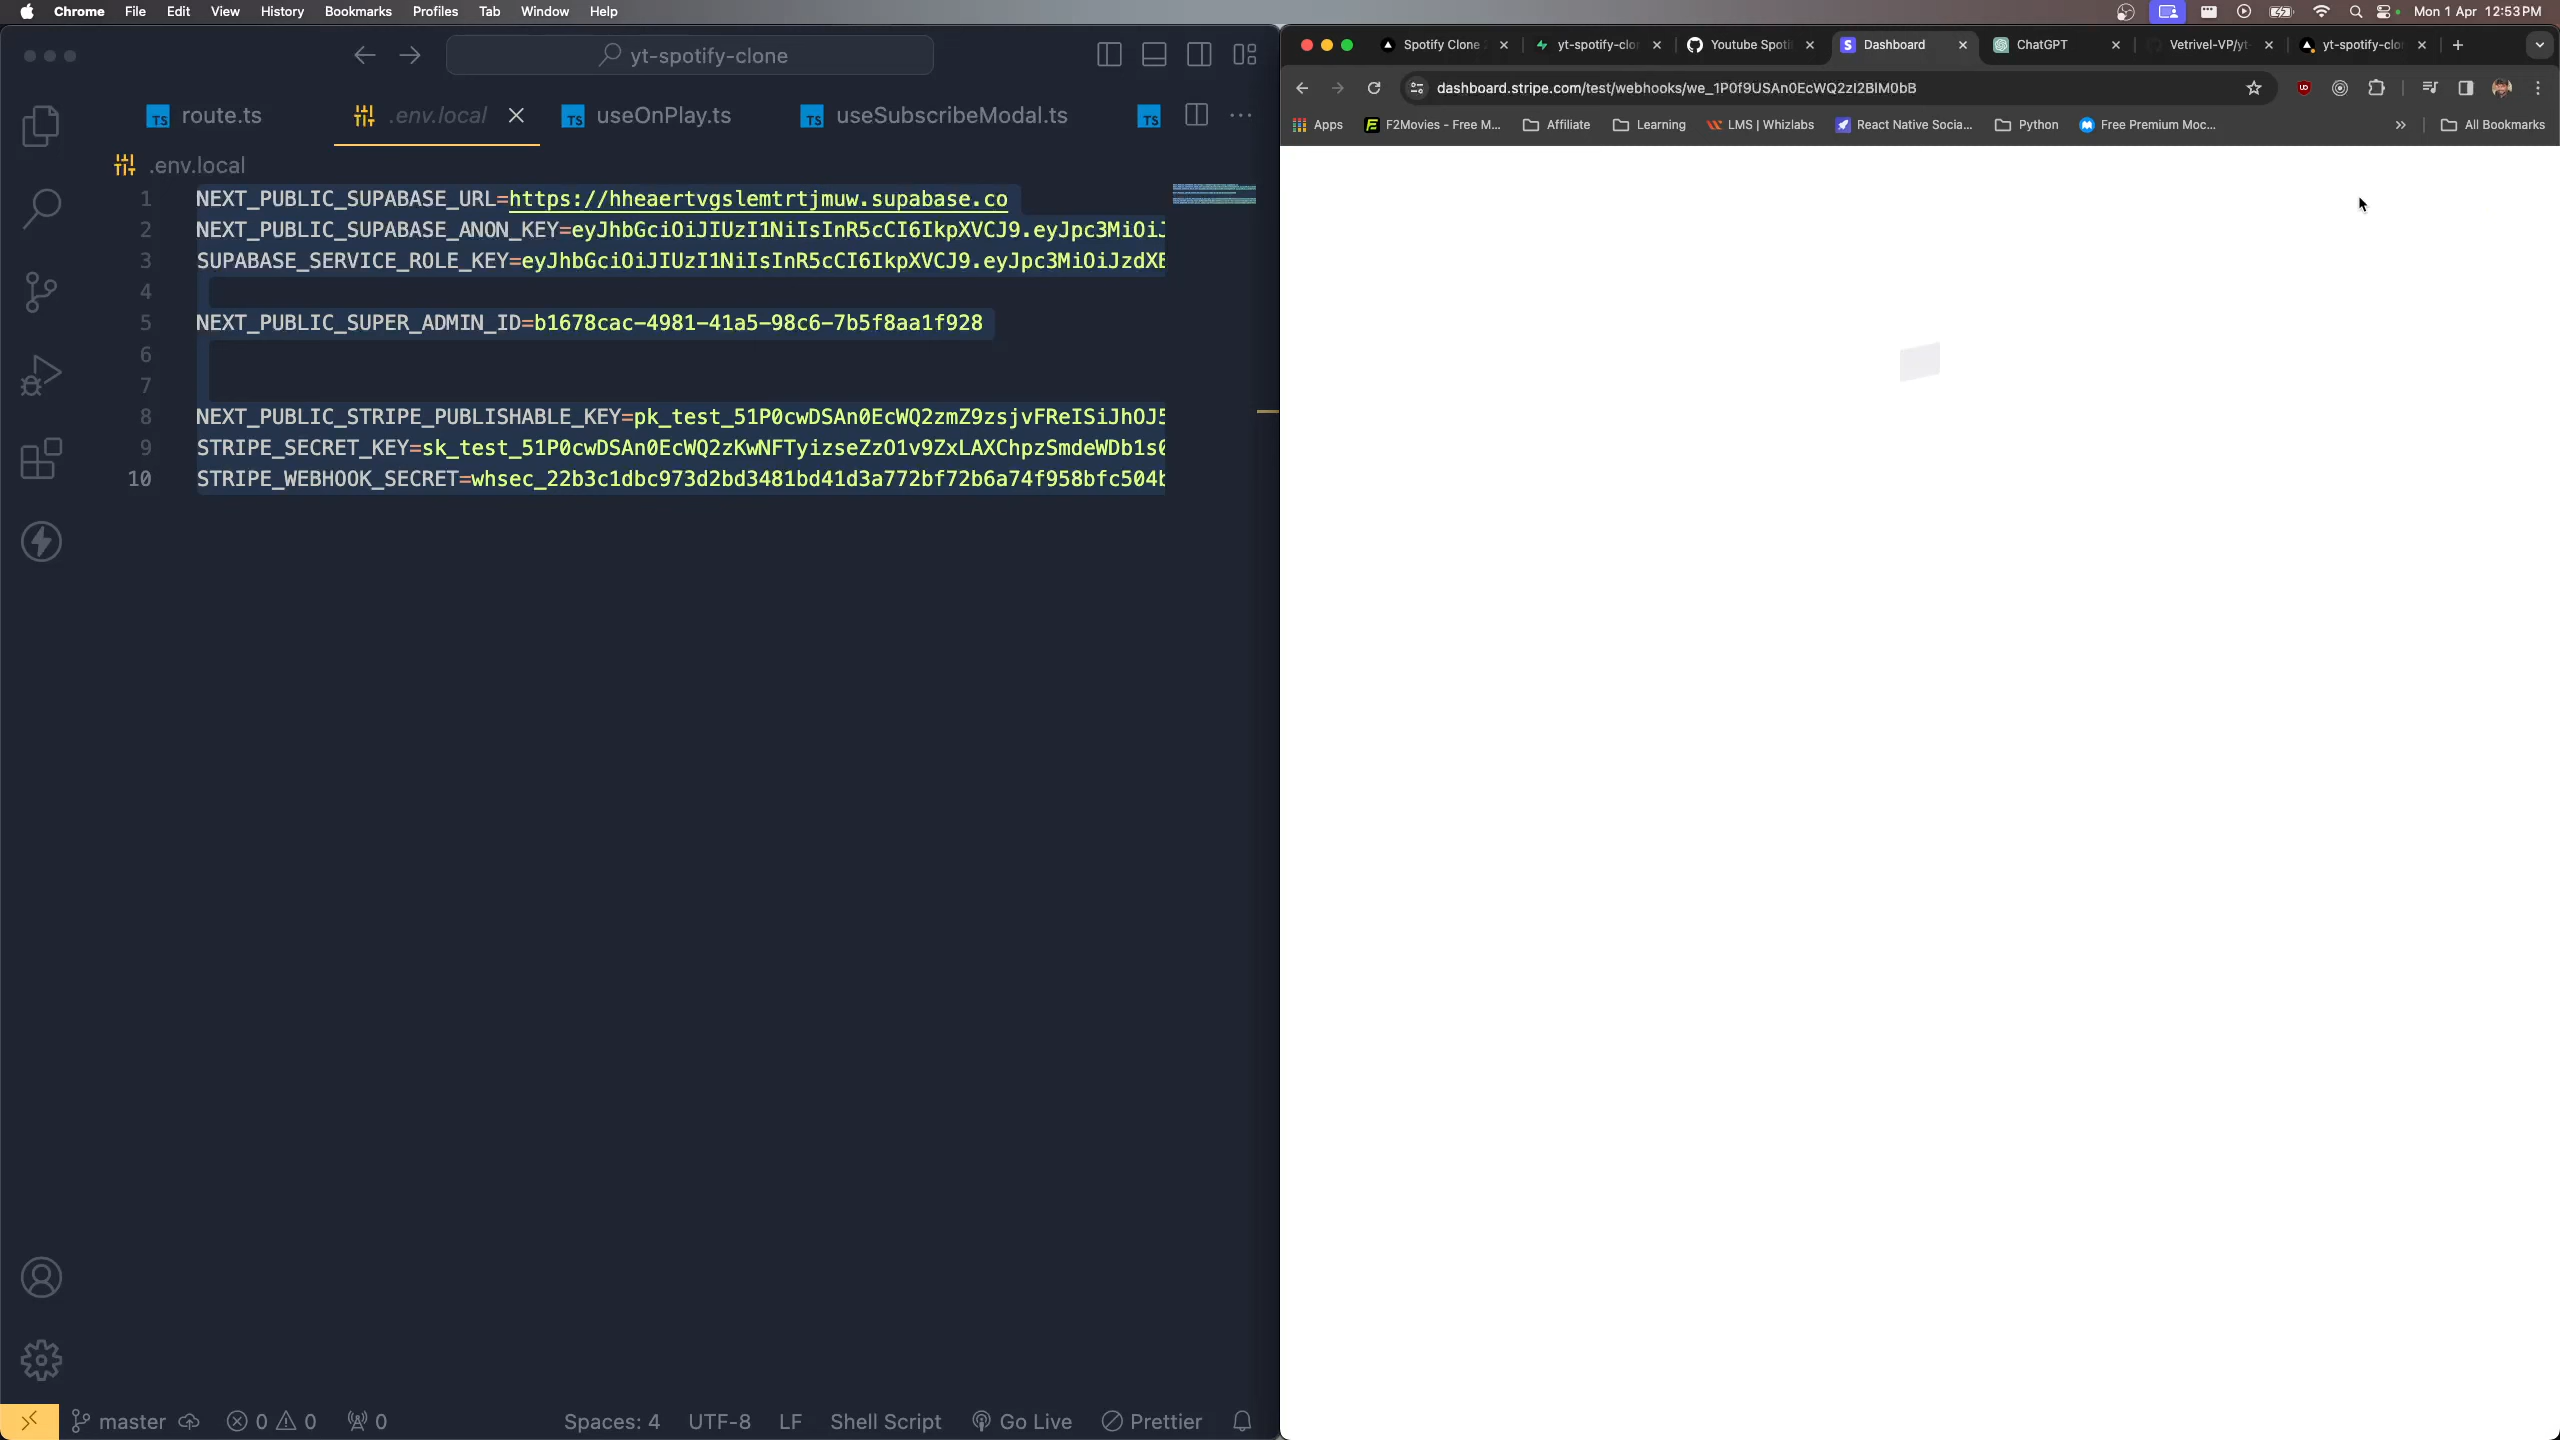 Chrome File Edit View History Bookmarks Profiles Tab Window Help
Mon 1 Apr 12:53 PM
yt-spotify-clone
route.ts
.env.local
useOnPlay.ts
useSubscribeModal.ts
.env.local
1 NEXT_PUBLIC_SUPABASE_URL=https://hheaertvgslemtrtjmuw.supabase.co
2 NEXT_PUBLIC_SUPABASE_ANON_KEY=eyJhbGciOiJIUzI1NiIsInR5cCI6IkpXVCJ9.eyJpc3MiOiJ
3 SUPABASE_SERVICE_ROLE_KEY=eyJhbGciOiJIUzI1NiIsInR5cCI6IkpXVCJ9.eyJpc3MiOiJzdXB
4
5 NEXT_PUBLIC_SUPER_ADMIN_ID=b1678cac-4981-41a5-98c6-7b5f8aa1f928
6
7
8 NEXT_PUBLIC_STRIPE_PUBLISHABLE_KEY=pk_test_51P0cwDSAn0EcWQ2zmZ9zsjvFReISiJhOJ5
9 STRIPE_SECRET_KEY=sk_test_51P0cwDSAn0EcWQ2zKwNFTyizseZzO1v9ZxLAXChpzSmdeWDb1s0
10 STRIPE_WEBHOOK_SECRET=whsec_22b3c1dbc973d2bd3481bd41d3a772bf72b6a74f958bfc504b
master 0 0 0 Spaces: 4 UTF-8 LF Shell Script Go Live Prettier
Spotify Clone
yt-spotify-clo
Youtube Spoti
Dashboard
ChatGPT
Vetrivel-VP/yt
yt-spotify-clo
dashboard.stripe.com/test/webhooks/we_1P0f9USAn0EcWQ2zI2BIM0bB
Apps F2Movies - Free M... Affiliate Learning LMS | Whizlabs React Native Socia... Python Free Premium Moc... All Bookmarks